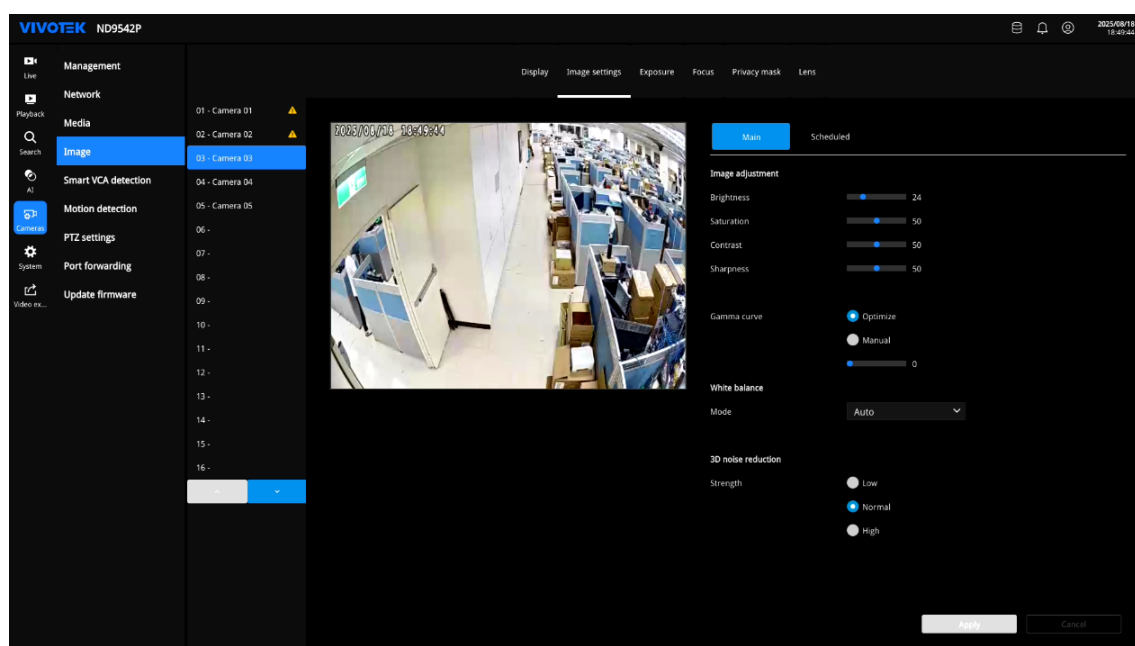 VIVOTEK ND9542P
2025/08/18
18:49:44
Live
Playback
Search
AI
Cameras
System
Video ex...
Management
Network
Media
Image
Smart VCA detection
Motion detection
PTZ settings
Port forwarding
Update firmware
Display Image settings Exposure Focus Privacy mask Lens
01 - Camera 01
02 - Camera 02
03 - Camera 03
04 - Camera 04
05 - Camera 05
06 -
07 -
08 -
09 -
10 -
11 -
12 -
13 -
14 -
15 -
16 -
2025/08/18 18:49:44
Main Scheduled
Image adjustment
Brightness 24
Saturation 50
Contrast 50
Sharpness 50
Gamma curve Optimize
Manual
0
White balance
Mode Auto
3D noise reduction
Strength Low
Normal
High
Apply Cancel